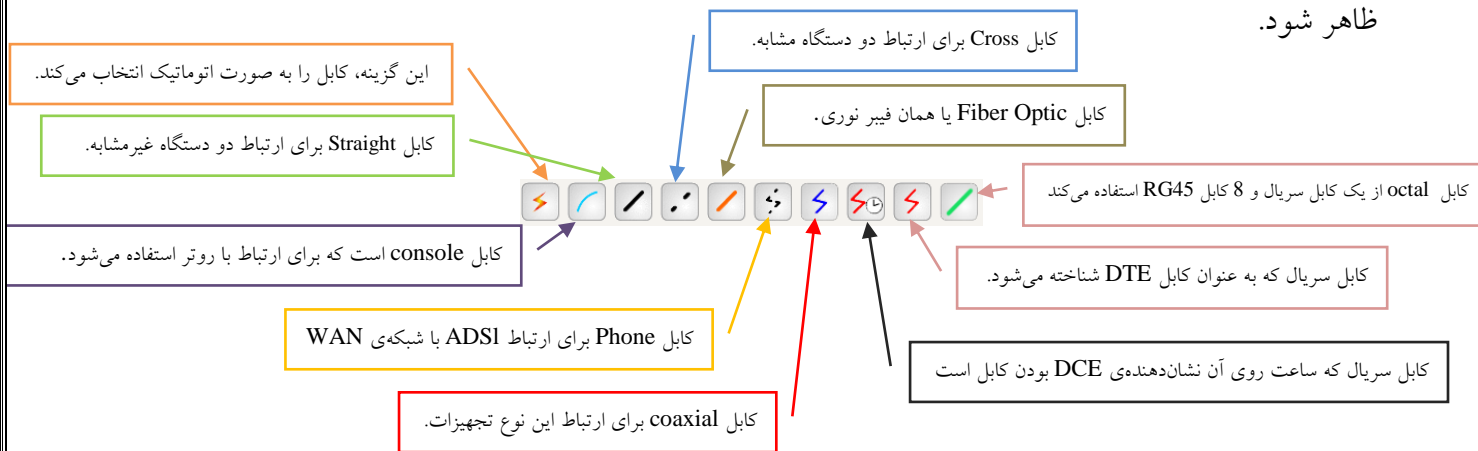 ظاهر شود.
کابل Cross برای ارتباط دو دستگاه مشابه.
این گزینه، کابل را به صورت اتوماتیک انتخاب می‌کند.
کابل Fiber Optic یا همان فیبر نوری.
کابل Straight برای ارتباط دو دستگاه غیرمشابه.
کابل octal از یک کابل سریال و 8 کابل RG45 استفاده می‌کند
کابل console است که برای ارتباط با روتر استفاده می‌شود.
کابل سریال که به عنوان کابل DTE شناخته می‌شود.
کابل Phone برای ارتباط ADSl با شبکه‌ی WAN
کابل سریال که ساعت روی آن نشان‌دهنده‌ی DCE بودن کابل است
کابل coaxial برای ارتباط این نوع تجهیزات.